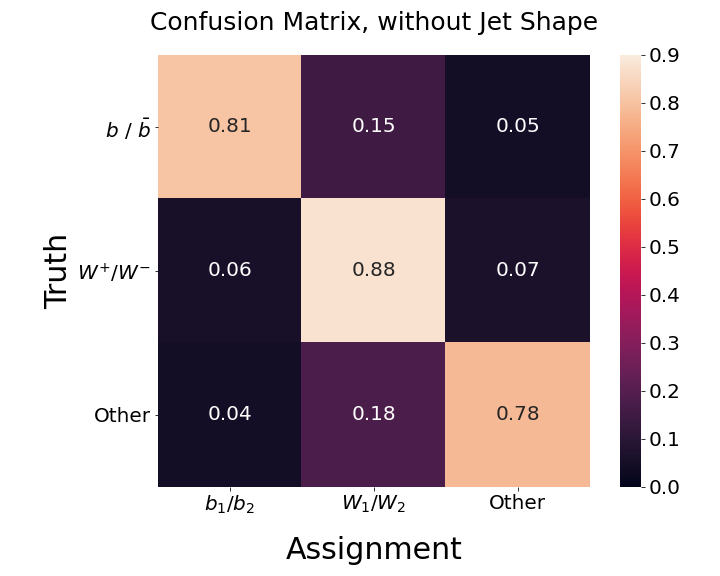 Confusion Matrix, without Jet Shape
Truth
b / b̄ 0.81 0.15 0.05
W⁺/W⁻ 0.06 0.88 0.07
Other 0.04 0.18 0.78
b₁/b₂ W₁/W₂ Other
Assignment
0.9
0.8
0.7
0.6
0.5
0.4
0.3
0.2
0.1
0.0